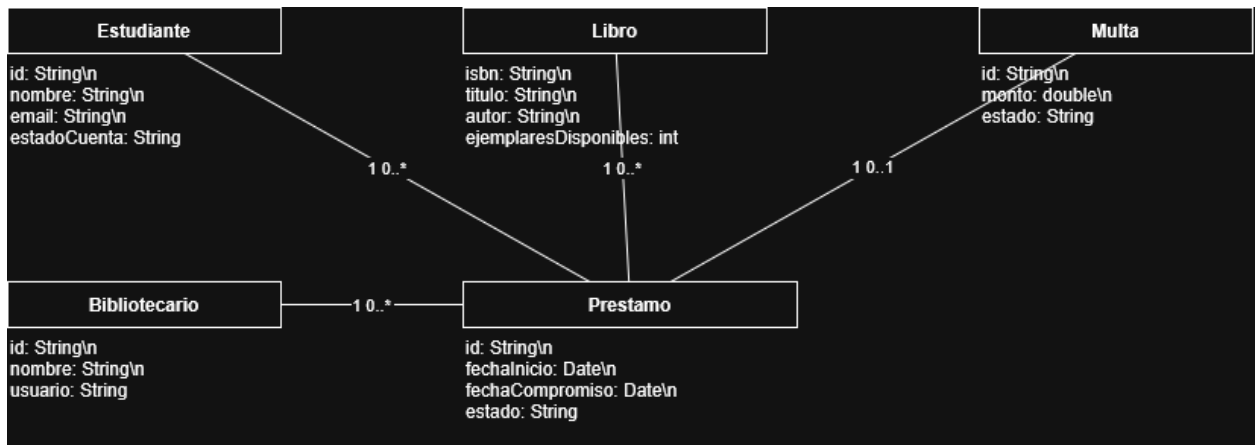 Estudiante
id: String\n
nombre: String\n
email: String\n
estadoCuenta: String
Libro
isbn: String\n
titulo: String\n
autor: String\n
ejemplaresDisponibles: int
Multa
id: String\n
monto: double\n
estado: String
1 0..*
1 0..*
1 0..1
Bibliotecario
id: String\n
nombre: String\n
usuario: String
1 0..*
Prestamo
id: String\n
fechaInicio: Date\n
fechaCompromiso: Date\n
estado: String